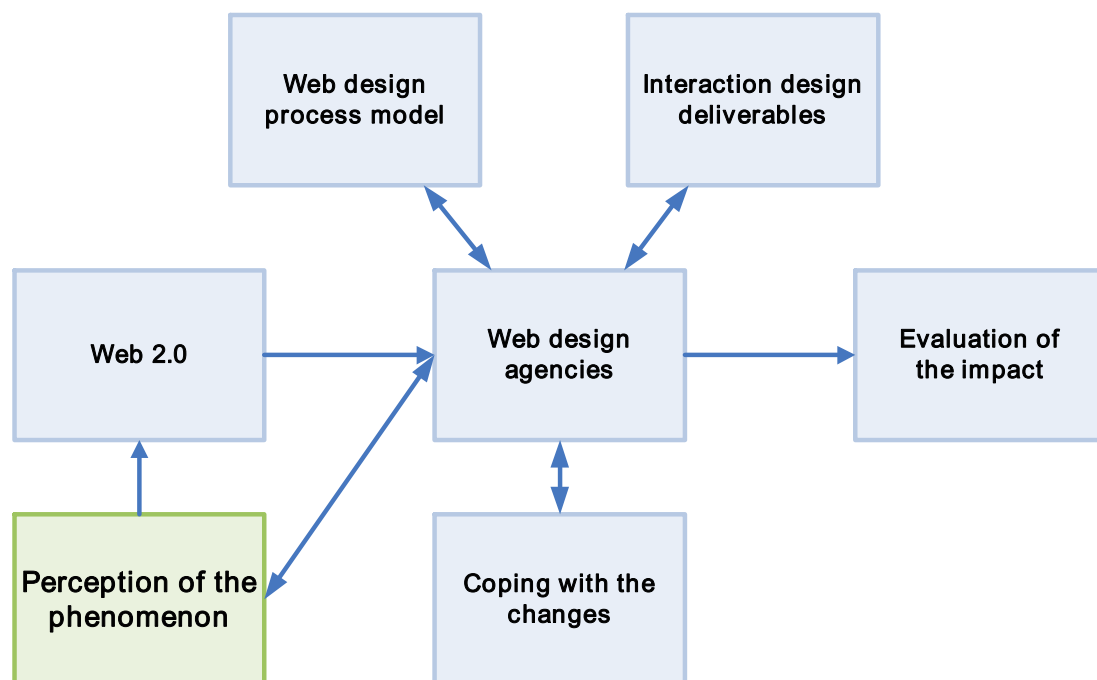 Web design
process model
Interaction design
deliverables
Web 2.0
Web design
agencies
Evaluation of
the impact
Perception of the
phenomenon
Coping with the
changes